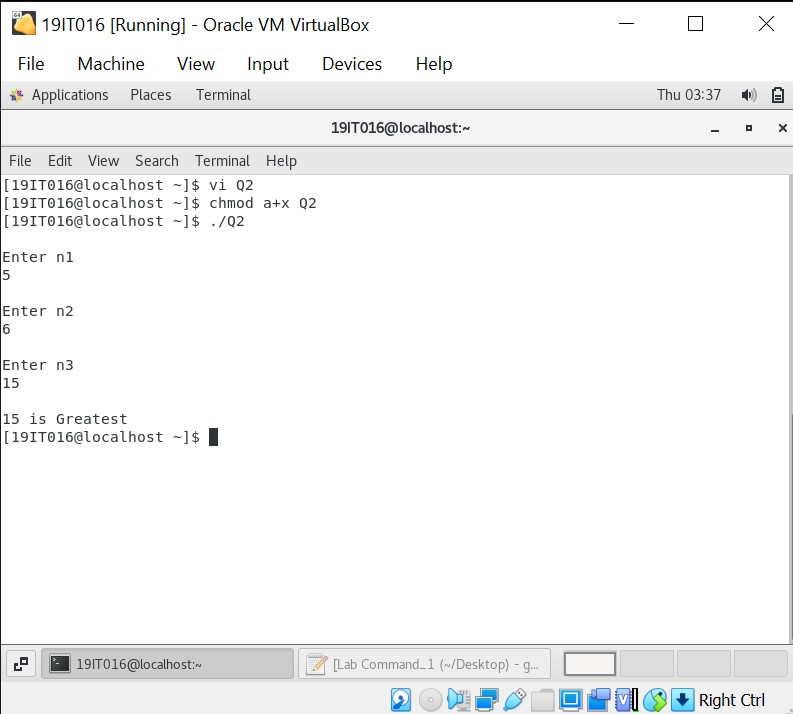 19IT016 [Running] - Oracle VM VirtualBox
File Machine View Input Devices Help
Applications Places Terminal Thu 03:37
19IT016@localhost:~
File Edit View Search Terminal Help
[19IT016@localhost ~]$ vi Q2
[19IT016@localhost ~]$ chmod a+x Q2
[19IT016@localhost ~]$ ./Q2
Enter n1
5
Enter n2
6
Enter n3
15
15 is Greatest
[19IT016@localhost ~]$
19IT016@localhost:~ [Lab Command_1 (~/Desktop) - g...
Right Ctrl